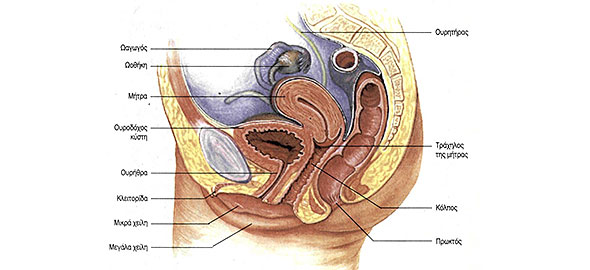 Ωαγωγός
Ωοθήκη
Μήτρα
Ουροδόχος
κύστη
Ουρήθρα
Κλειτορίδα
Μικρά χείλη
Μεγάλα χείλη
Ουρητήρας
Τράχηλος
της μήτρας
Κόλπος
Πρωκτός